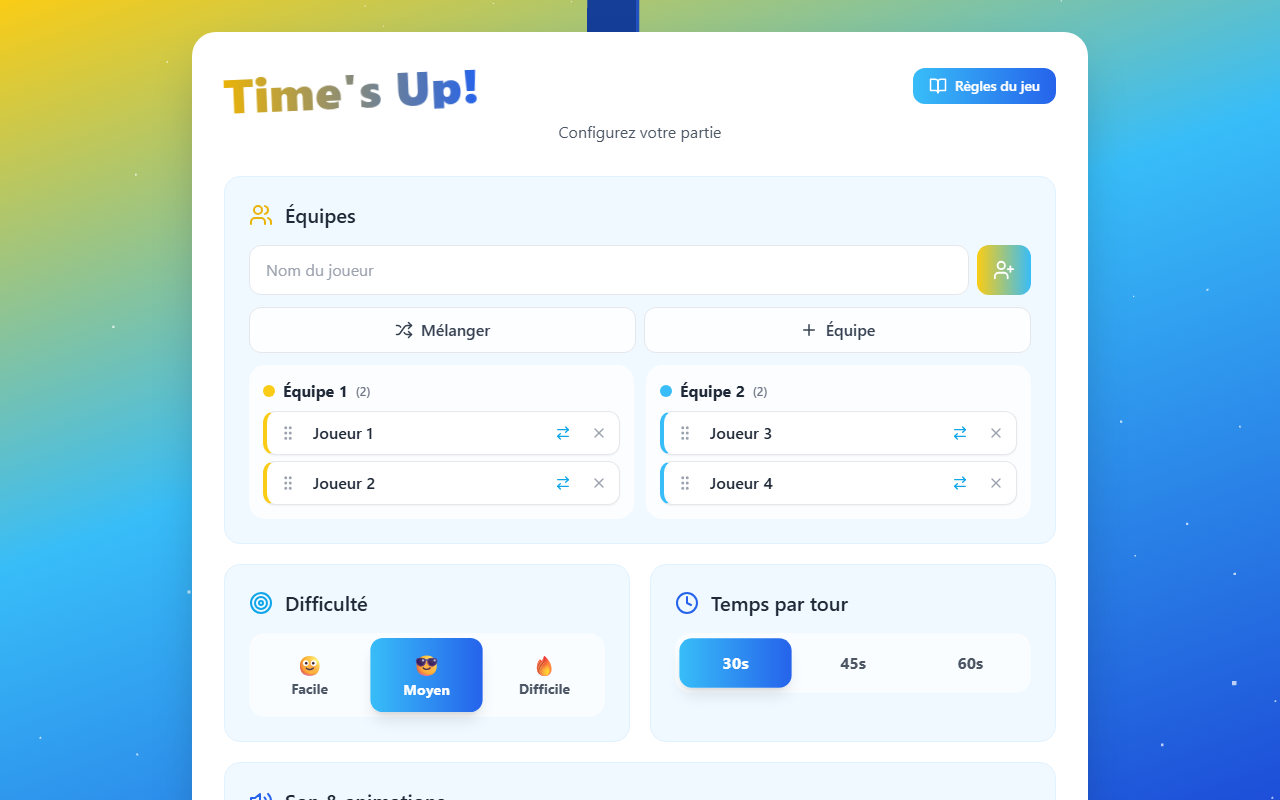 Time's Up!
Règles du jeu
Configurez votre partie
Équipes
Nom du joueur
Mélanger
Équipe
Équipe 1 (2)
Joueur 1
Joueur 2
Équipe 2 (2)
Joueur 3
Joueur 4
Difficulté
Facile
Moyen
Difficile
Temps par tour
30s
45s
60s
Son & animations